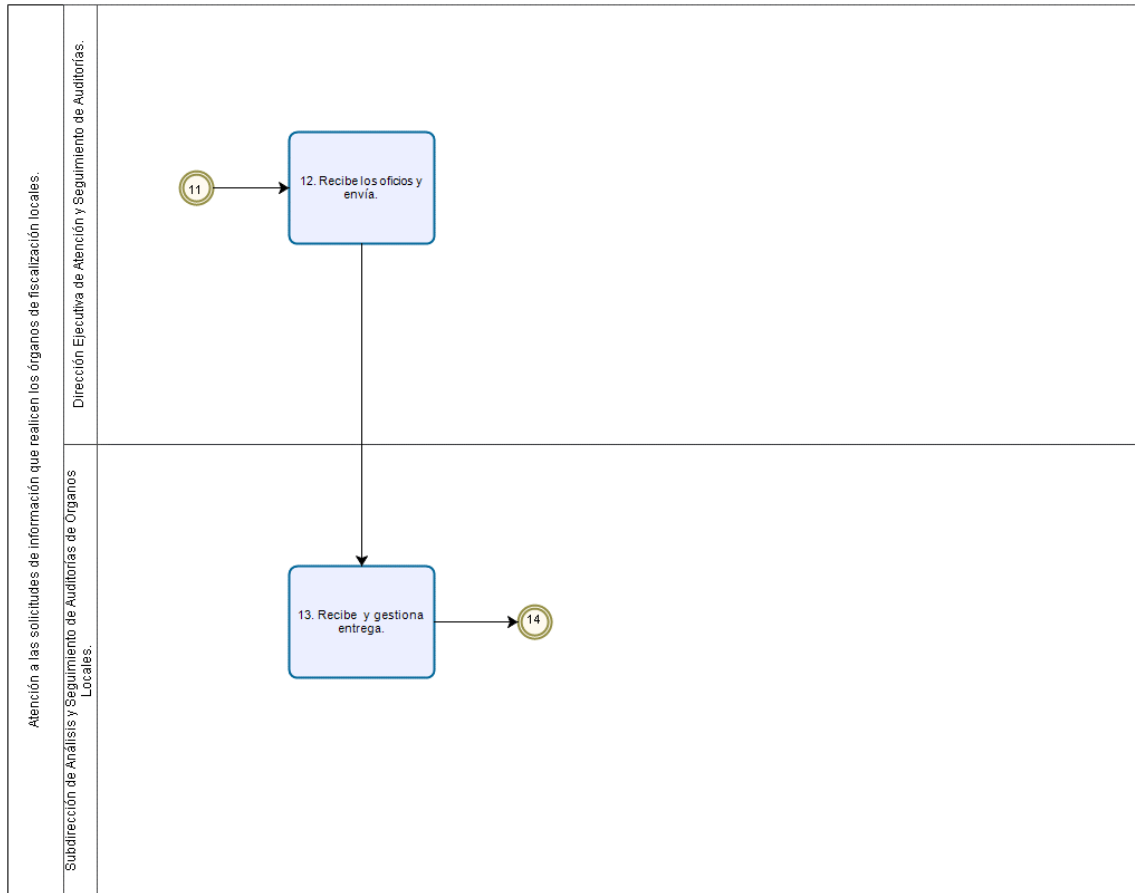 Atención a las solicitudes de información que realicen los órganos de fiscalización locales.
Dirección Ejecutiva de Atención y Seguimiento de Auditorías.
11
12. Recibe los oficios y
envía.
Subdirección de Análisis y Seguimiento de Auditorías de Órganos
Locales.
13. Recibe y gestiona
entrega.
14